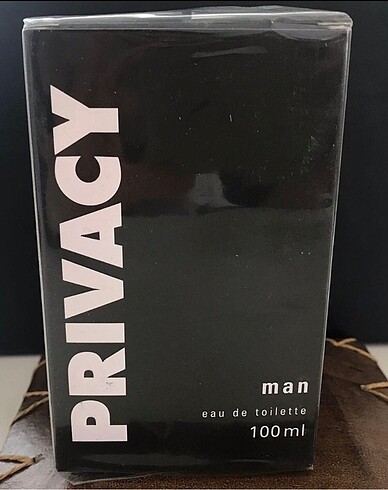 PRIVACY
man
eau de toilette
100ml